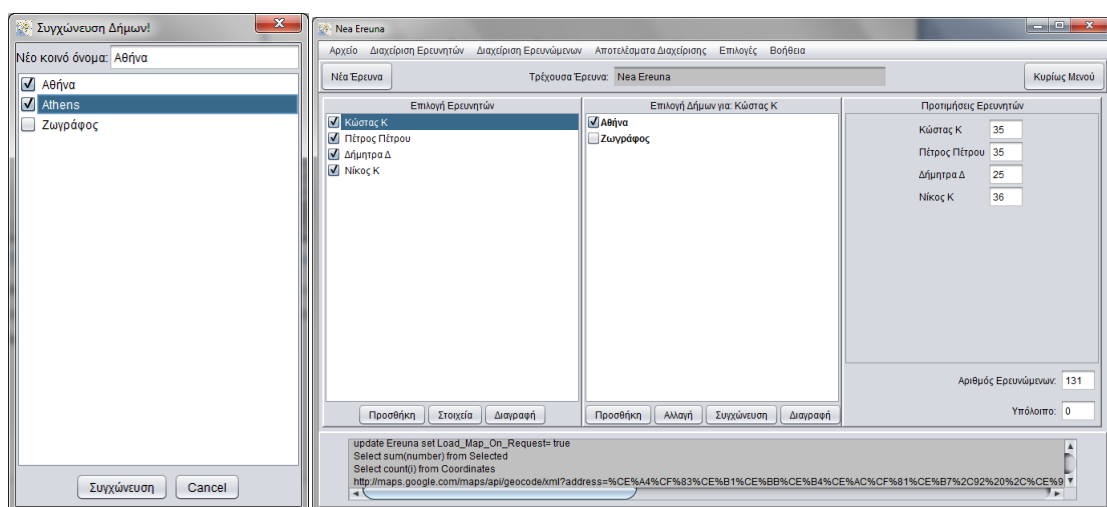 Συγχώνευση Δήμων!
Νέο κοινό όνομα: Αθήνα
Αθήνα
Athens
Ζωγράφος
Συγχώνευση Cancel
Nea Ereuna
Αρχείο Διαχείριση Ερευνητών Διαχείριση Ερευνώμενων Αποτελέσματα Διαχείρισης Επιλογές Βοήθεια
Νέα Έρευνα Τρέχουσα Έρευνα: Nea Ereuna Κυρίως Μενού
Επιλογή Ερευνητών
Κώστας Κ
Πέτρος Πέτρου
Δήμητρα Δ
Νίκος Κ
Προσθήκη Στοιχεία Διαγραφή
Επιλογή Δήμων για: Κώστας Κ
Αθήνα
Ζωγράφος
Προσθήκη Αλλαγή Συγχώνευση Διαγραφή
Προτιμήσεις Ερευνητών
Κώστας Κ 35
Πέτρος Πέτρου 35
Δήμητρα Δ 25
Νίκος Κ 36
Αριθμός Ερευνώμενων: 131
Υπόλοιπο: 0
update Ereuna set Load_Map_On_Request= true
Select sum(number) from Selected
Select count(i) from Coordinates
http://maps.google.com/maps/api/geocode/xml?address=%CE%A4%CF%83%CE%B1%CE%BB%CE%B4%CE%AC%CF%81%CE%B7%2C92%20%2C%CE%9